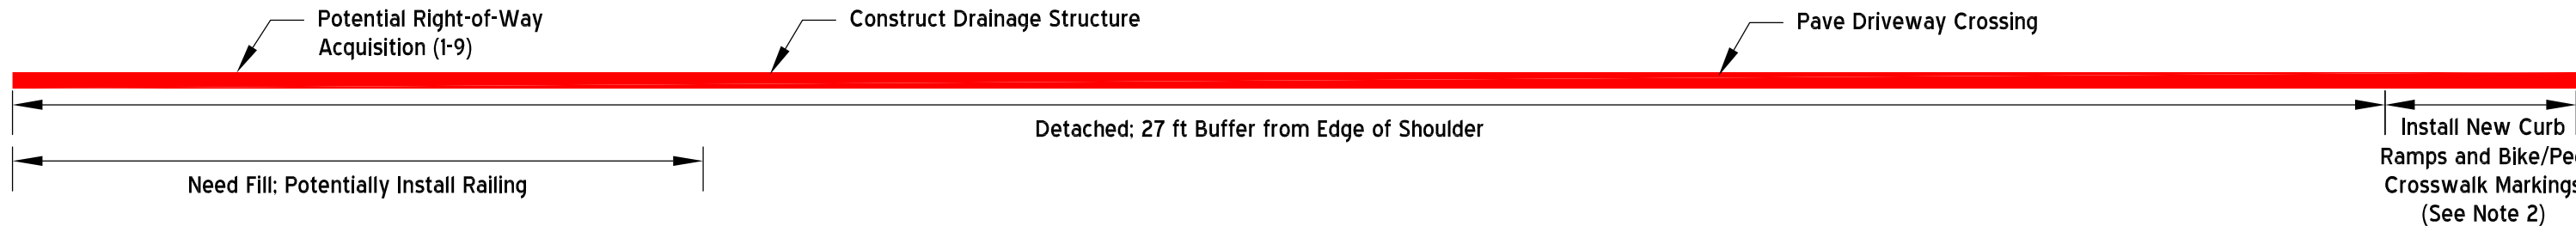 Potential Right-of-Way
Acquisition (1-9)
Construct Drainage Structure
Pave Driveway Crossing
Detached; 27 ft Buffer from Edge of Shoulder
Need Fill; Potentially Install Railing
Install New Curb
Ramps and Bike/Pe
Crosswalk Markings
(See Note 2)